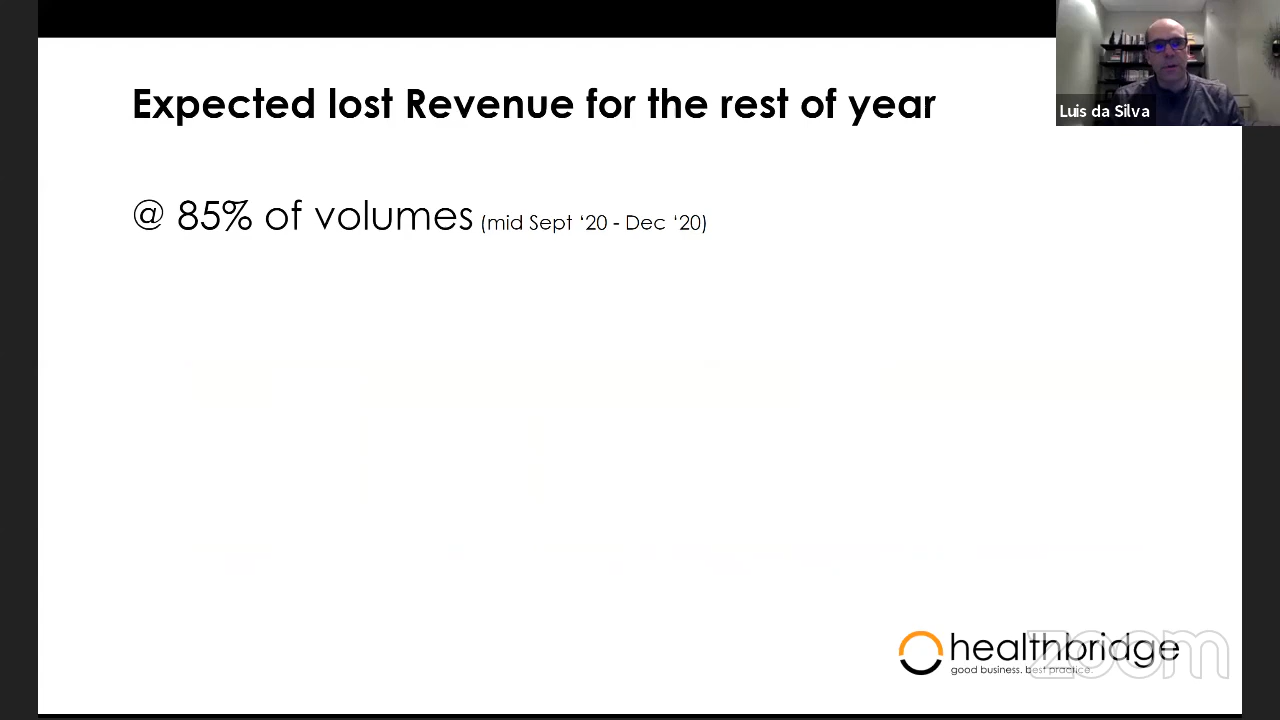 Expected lost Revenue for the rest of year
Luis da Silva
@ 85% of volumes (mid Sept ‘20 - Dec ‘20)
healthbridge
good business. best practice.
zoom